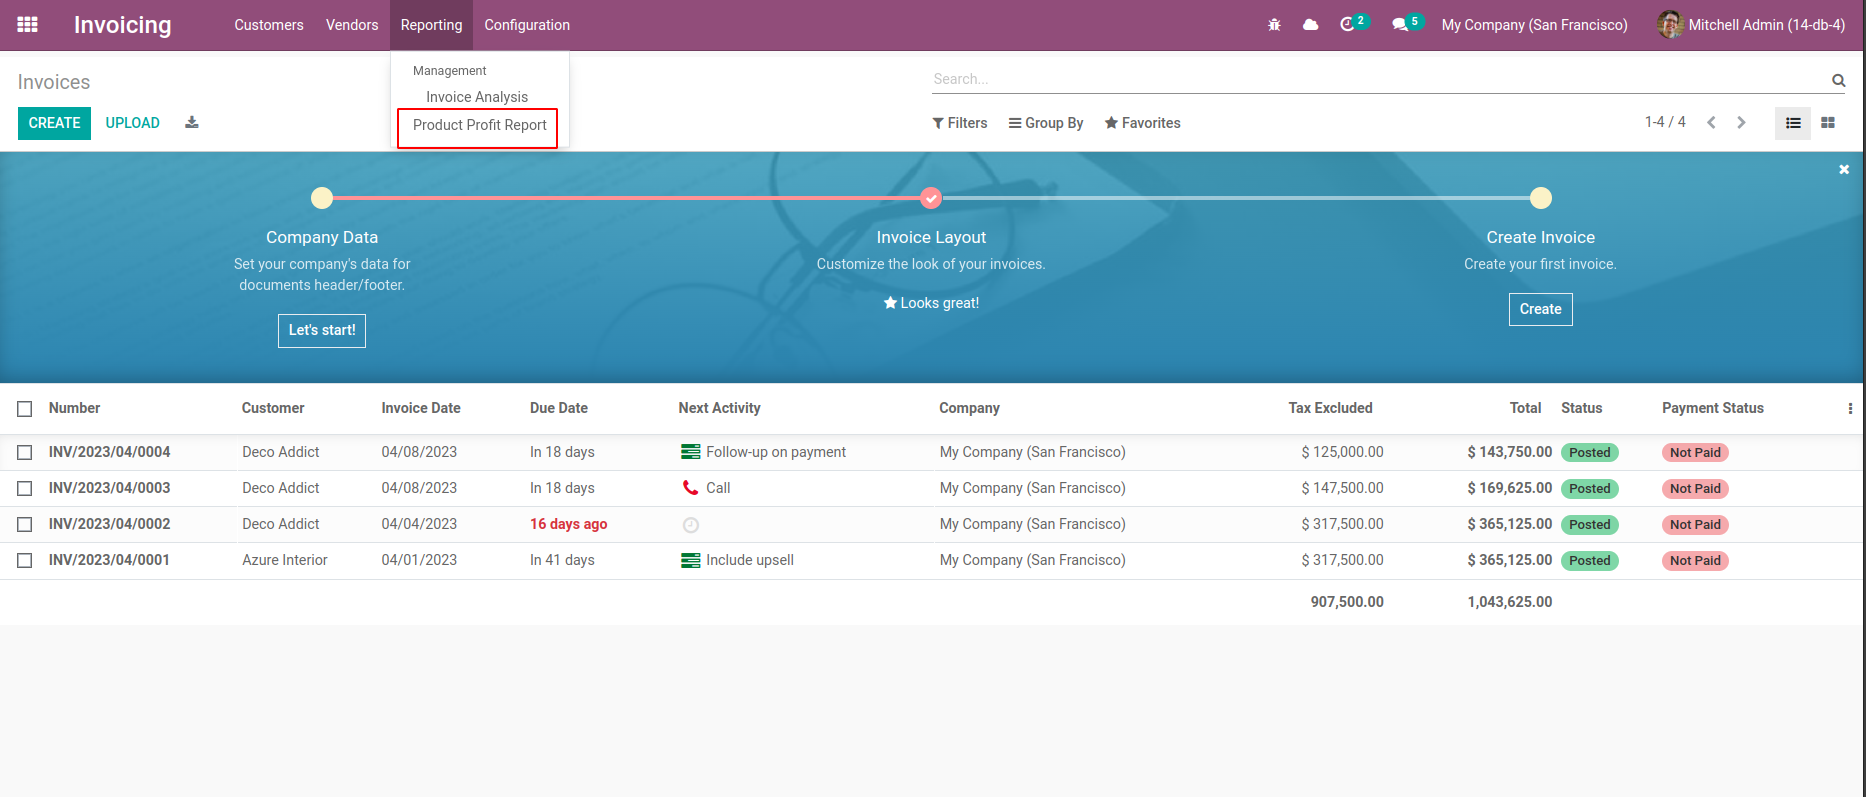 Invoicing Customers Vendors Reporting Configuration 2 5 My Company (San Francisco) Mitchell Admin (14-db-4)
Management
Invoice Analysis
Product Profit Report
Invoices
Search...
CREATE UPLOAD
Filters Group By Favorites 1-4 / 4
Company Data
Set your company's data for
documents header/footer.
Let's start!
Invoice Layout
Customize the look of your invoices.
Looks great!
Create Invoice
Create your first invoice.
Create
Number Customer Invoice Date Due Date Next Activity Company Tax Excluded Total Status Payment Status
INV/2023/04/0004 Deco Addict 04/08/2023 In 18 days Follow-up on payment My Company (San Francisco) $ 125,000.00 $ 143,750.00 Posted Not Paid
INV/2023/04/0003 Deco Addict 04/08/2023 In 18 days Call My Company (San Francisco) $ 147,500.00 $ 169,625.00 Posted Not Paid
INV/2023/04/0002 Deco Addict 04/04/2023 16 days ago My Company (San Francisco) $ 317,500.00 $ 365,125.00 Posted Not Paid
INV/2023/04/0001 Azure Interior 04/01/2023 In 41 days Include upsell My Company (San Francisco) $ 317,500.00 $ 365,125.00 Posted Not Paid
907,500.00 1,043,625.00